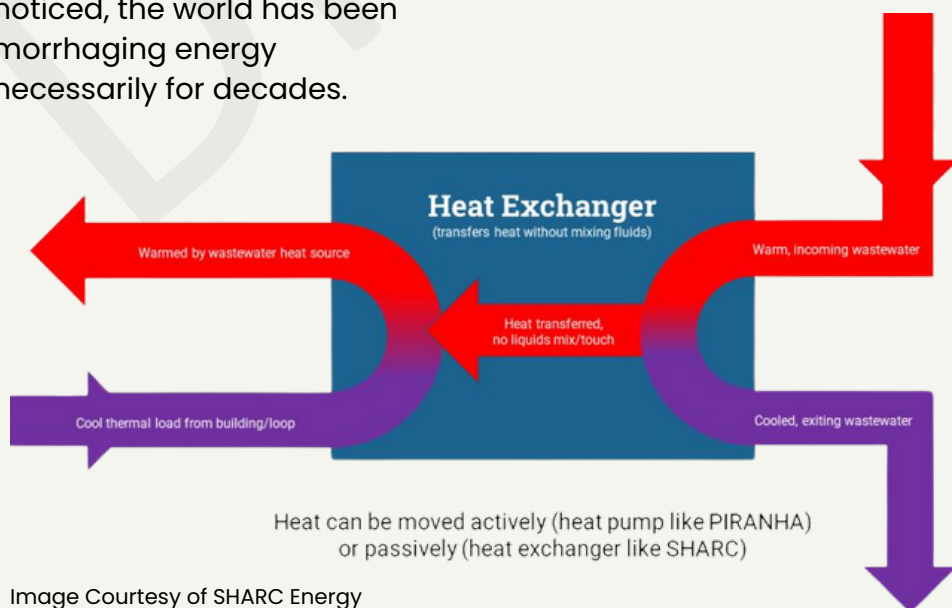 noticed, the world has been
morrhaging energy
necessarily for decades.
Heat Exchanger
(transfers heat without mixing fluids)
Warmed by wastewater heat source
Warm, incoming wastewater
Heat transferred,
no liquids mix/touch
Cool thermal load from building/loop
Cooled, exiting wastewater
Heat can be moved actively (heat pump like PIRANHA)
or passively (heat exchanger like SHARC)
Image Courtesy of SHARC Energy